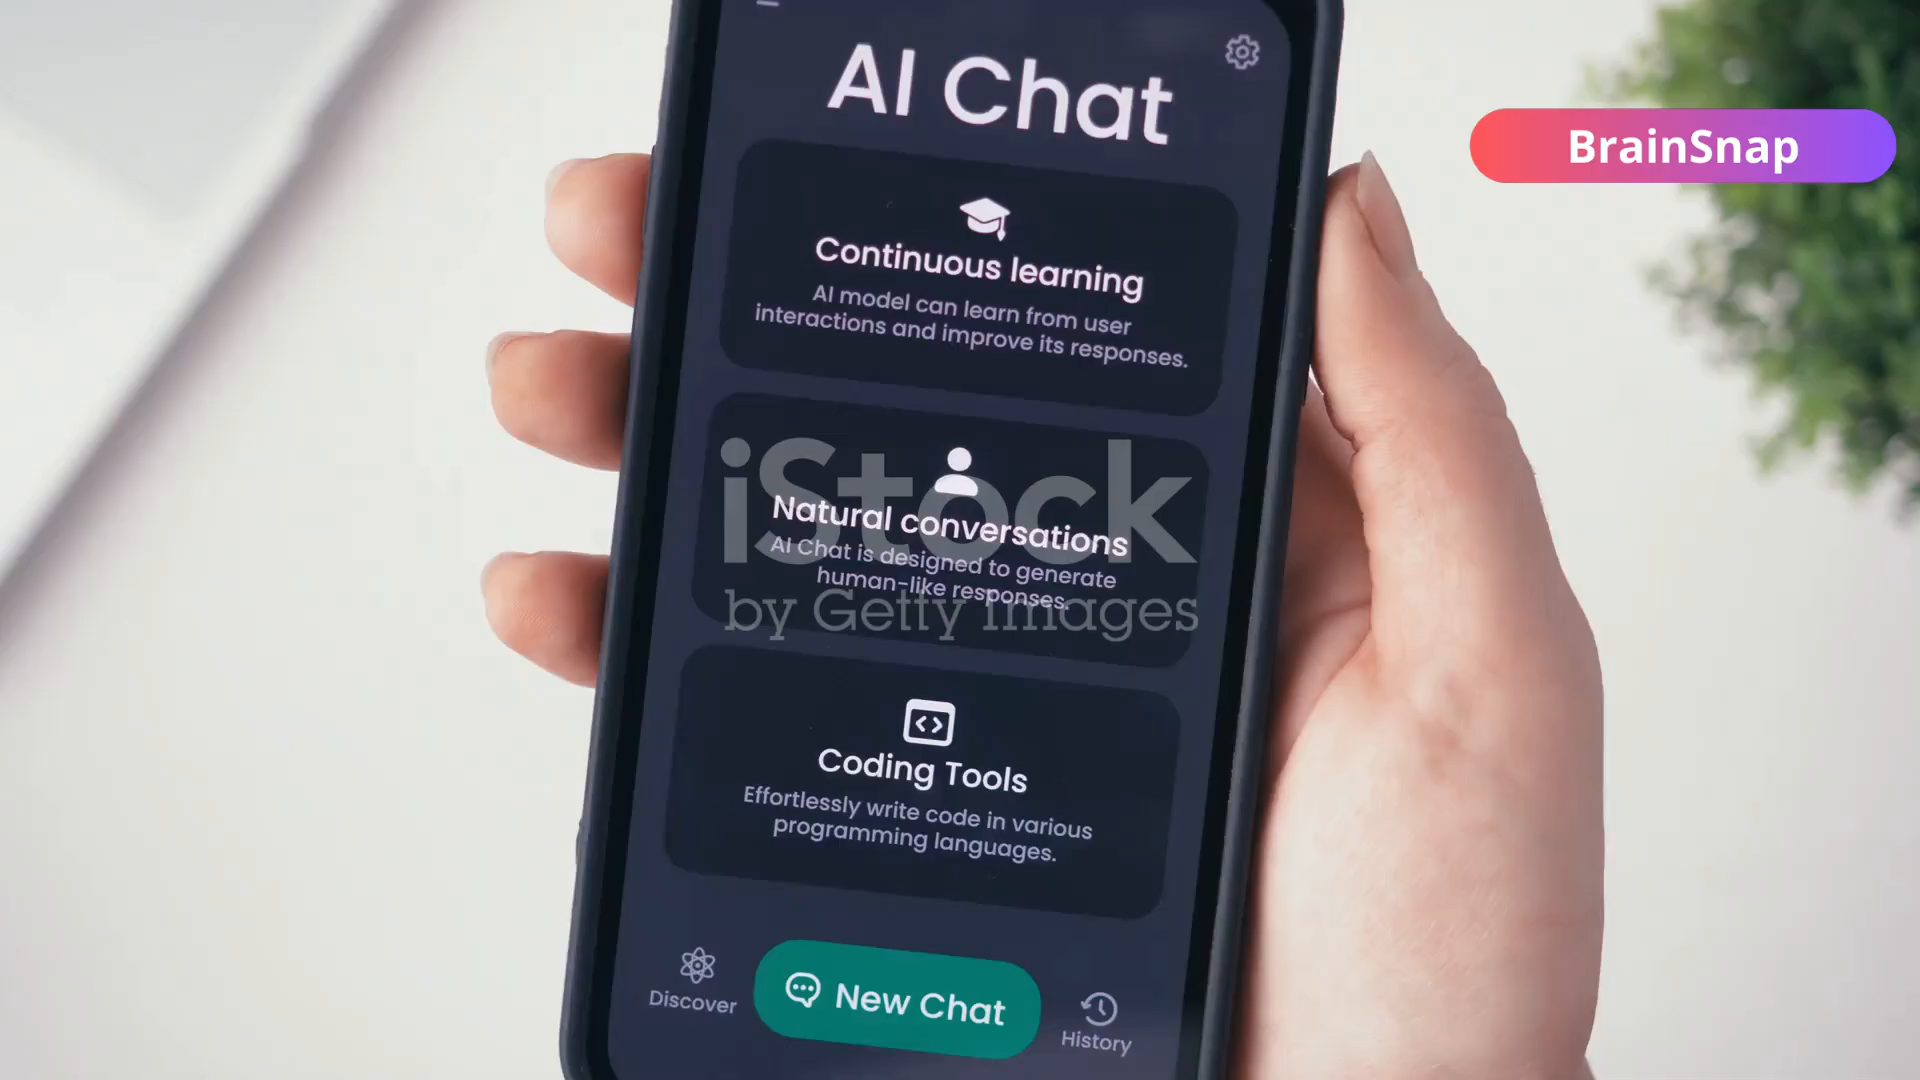 AI Chat
BrainSnap
Continuous learning
AI model can learn from user
interactions and improve its responses.
iStock
by Getty Images
Natural conversations
AI Chat is designed to generate
human-like responses.
Coding Tools
Effortlessly write code in various
programming languages.
Discover
New Chat
History